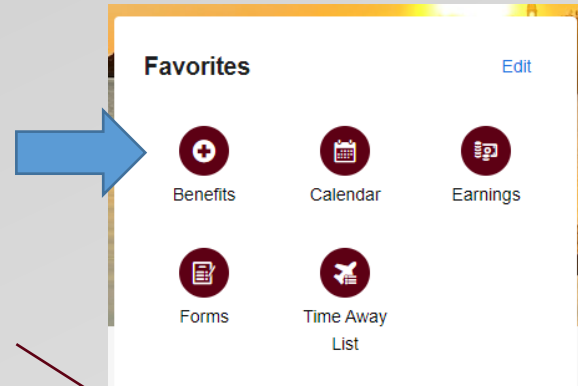 Favorites
Edit
Benefits
Calendar
Earnings
Forms
Time Away
List